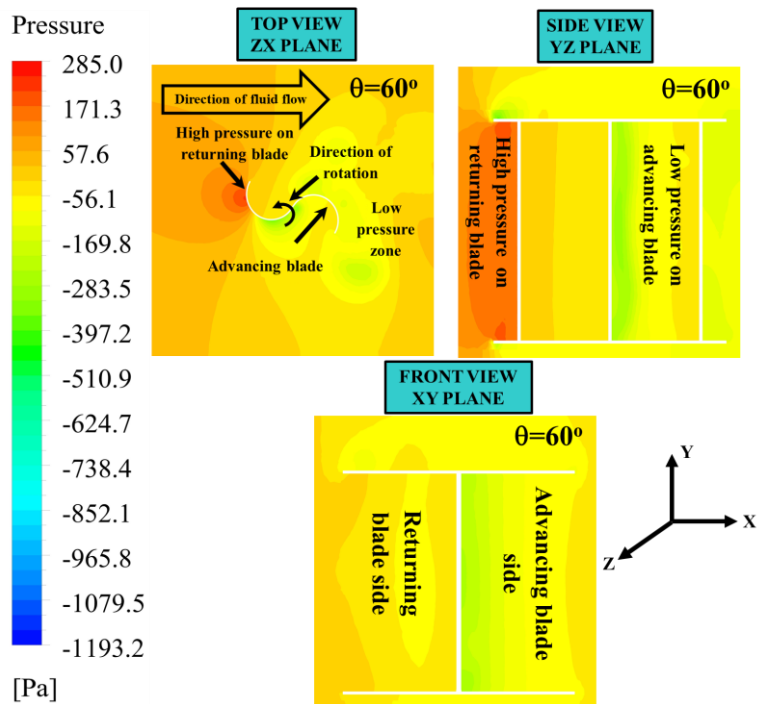 Pressure
285.0
171.3
57.6
-56.1
-169.8
-283.5
-397.2
-510.9
-624.7
-738.4
-852.1
-965.8
-1079.5
-1193.2
[Pa]
TOP VIEW
ZX PLANE
Direction of fluid flow
θ=60°
High pressure on
returning blade
Direction of
rotation
Low
pressure
zone
Advancing blade
SIDE VIEW
YZ PLANE
θ=60°
High pressure on
returning blade
Low pressure on
advancing blade
FRONT VIEW
XY PLANE
θ=60°
Returning
blade side
Advancing blade
side
Y
X
Z